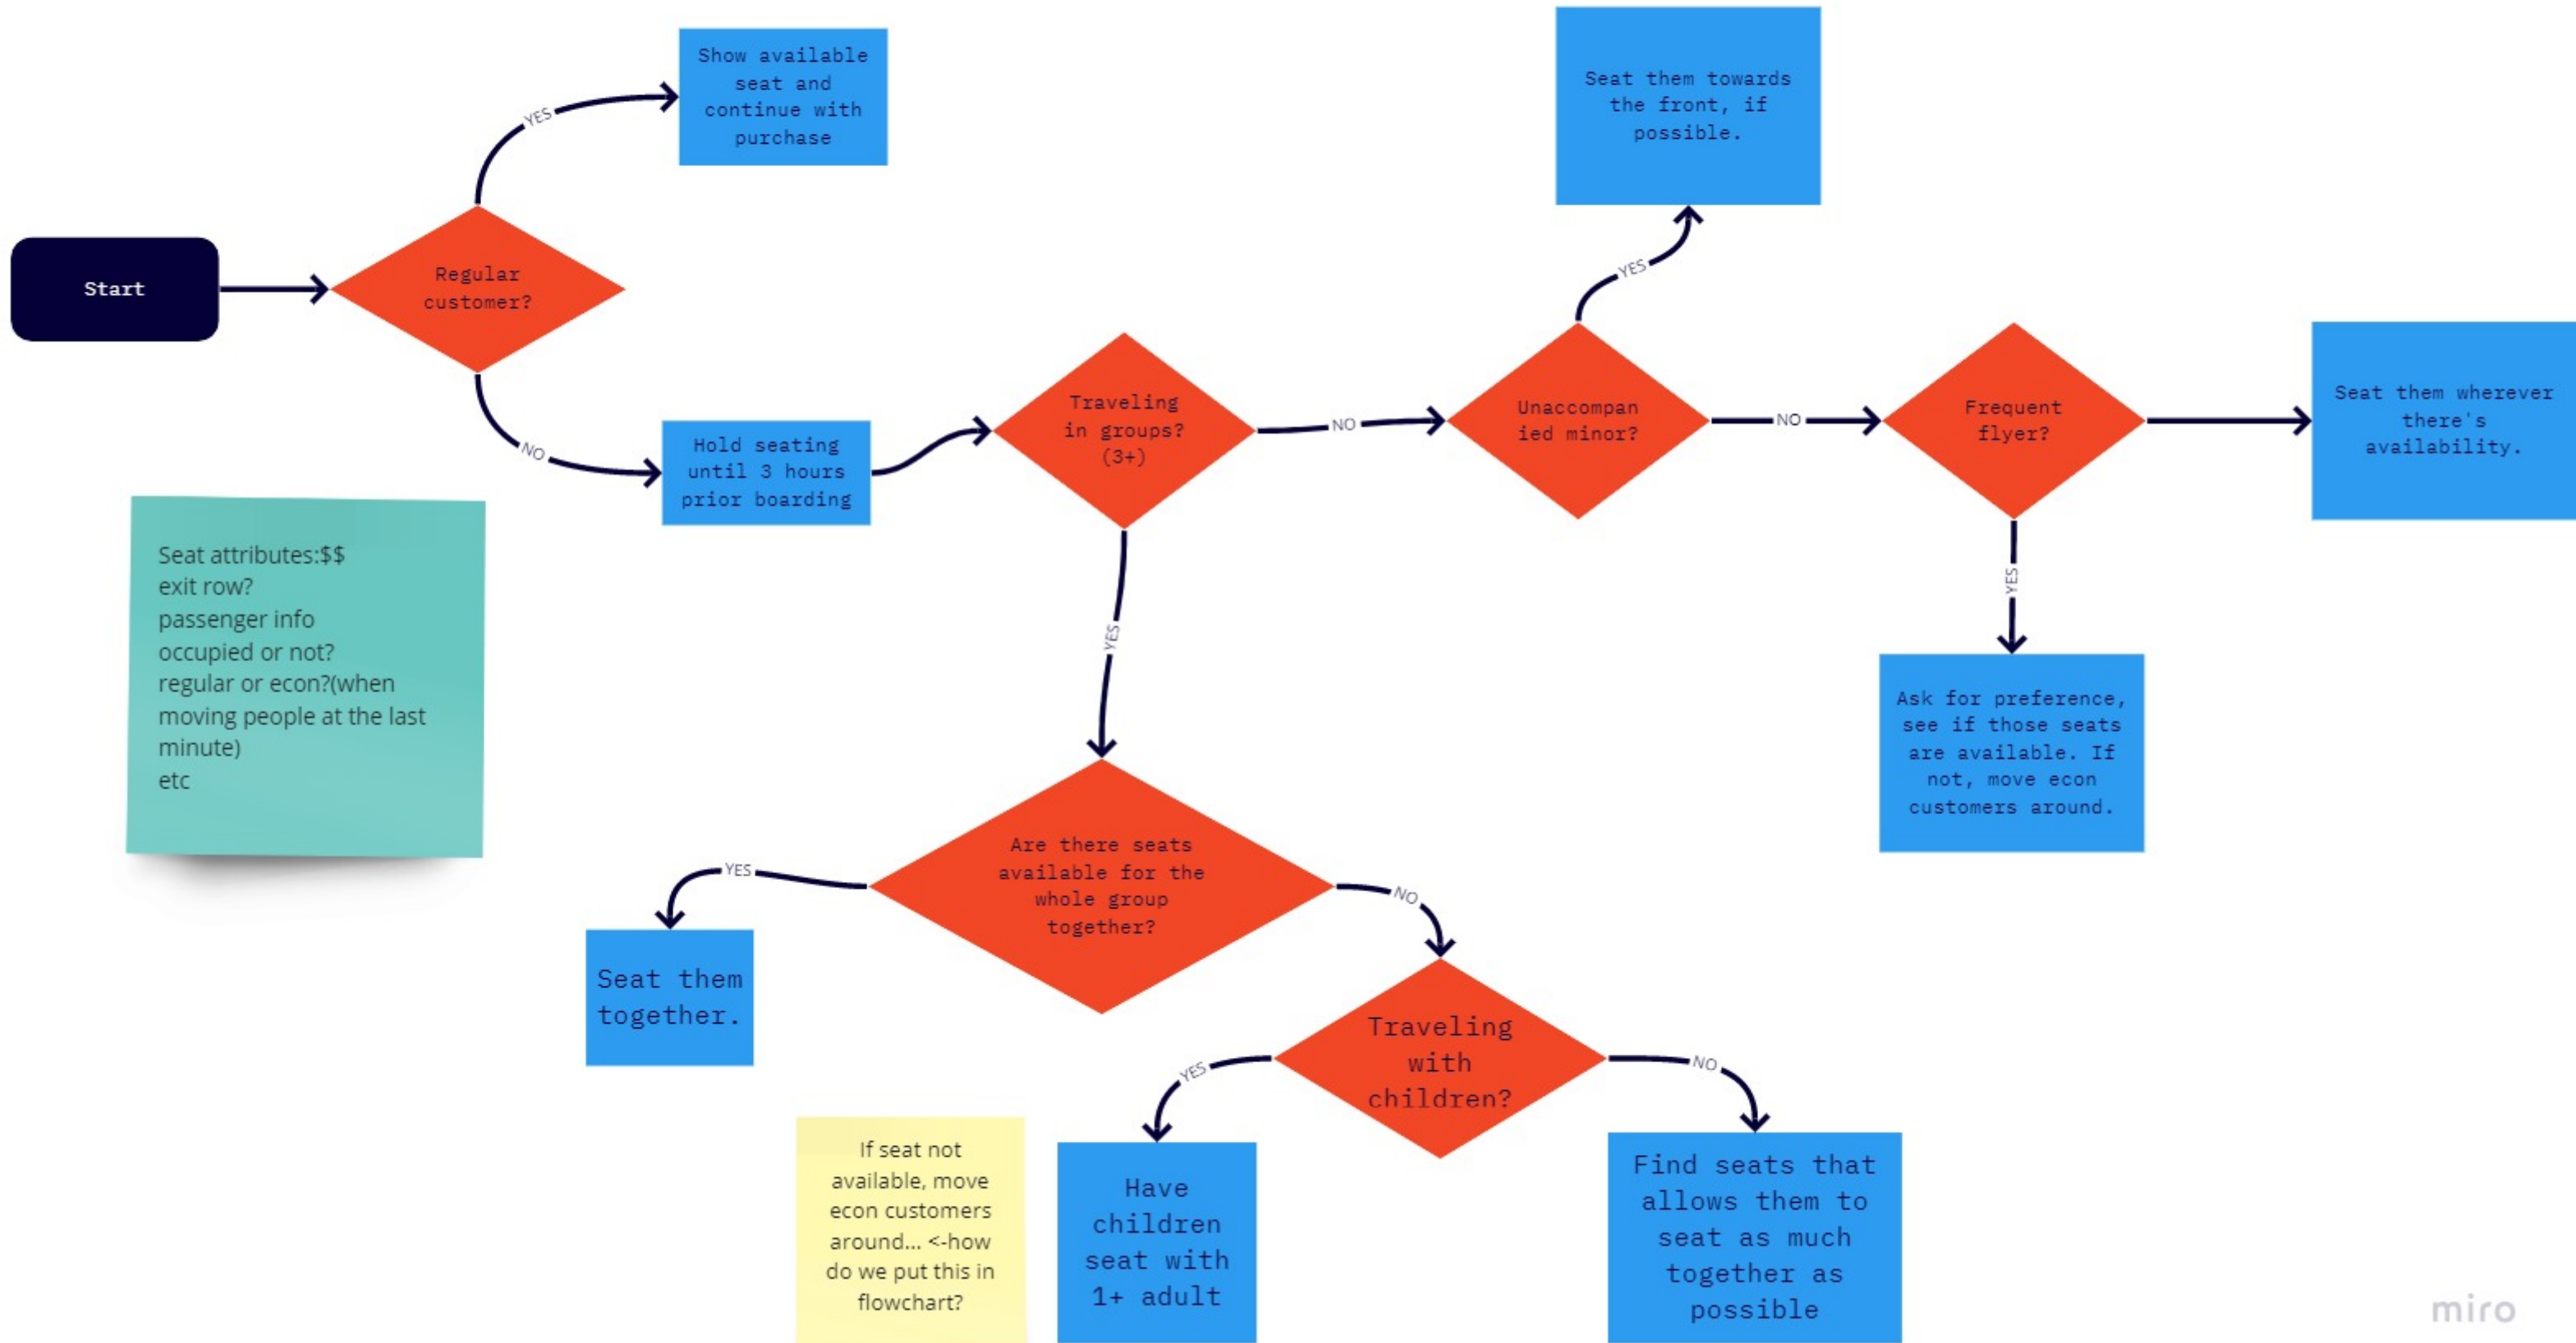 Show available
seat and
continue with
purchase
Seat them towards
the front, if
possible.
YES
Start
Regular
customer?
YES
NO
Hold seating
until 3 hours
prior boarding
Traveling
in groups?
(3+)
NO
Unaccompan
ied minor?
NO
Frequent
flyer?
Seat them wherever
there's
availability.
Seat attributes:$$
exit row?
passenger info
occupied or not?
regular or econ?(when
moving people at the last
minute)
etc
YES
YES
Ask for preference,
see if those seats
are available. If
not, move econ
customers around.
Are there seats
available for the
whole group
together?
YES
NO
Seat them
together.
Traveling
with
children?
YES
NO
If seat not
available, move
econ customers
around... <-how
do we put this in
flowchart?
Have
children
seat with
1+ adult
Find seats that
allows them to
seat as much
together as
possible
miro